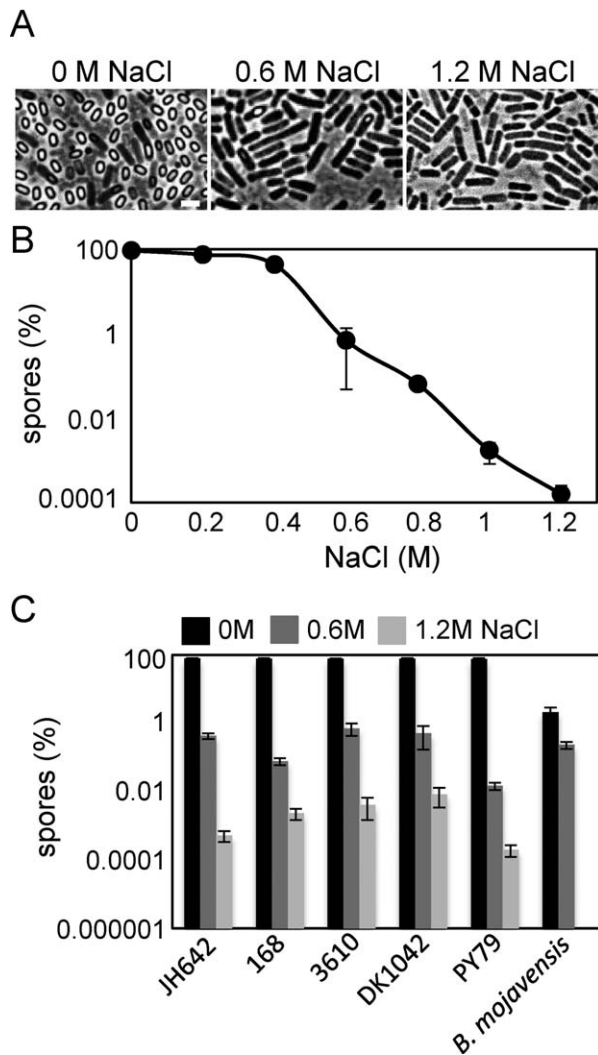 A
0 M NaCl 0.6 M NaCl 1.2 M NaCl
B
spores (%)
100
1
0.01
0.0001
0 0.2 0.4 0.6 0.8 1 1.2
NaCl (M)
C
0M 0.6M 1.2M NaCl
spores (%)
100
1
0.01
0.0001
0.000001
JH642 168 3610 DK1042 PY79 B. mojavensis